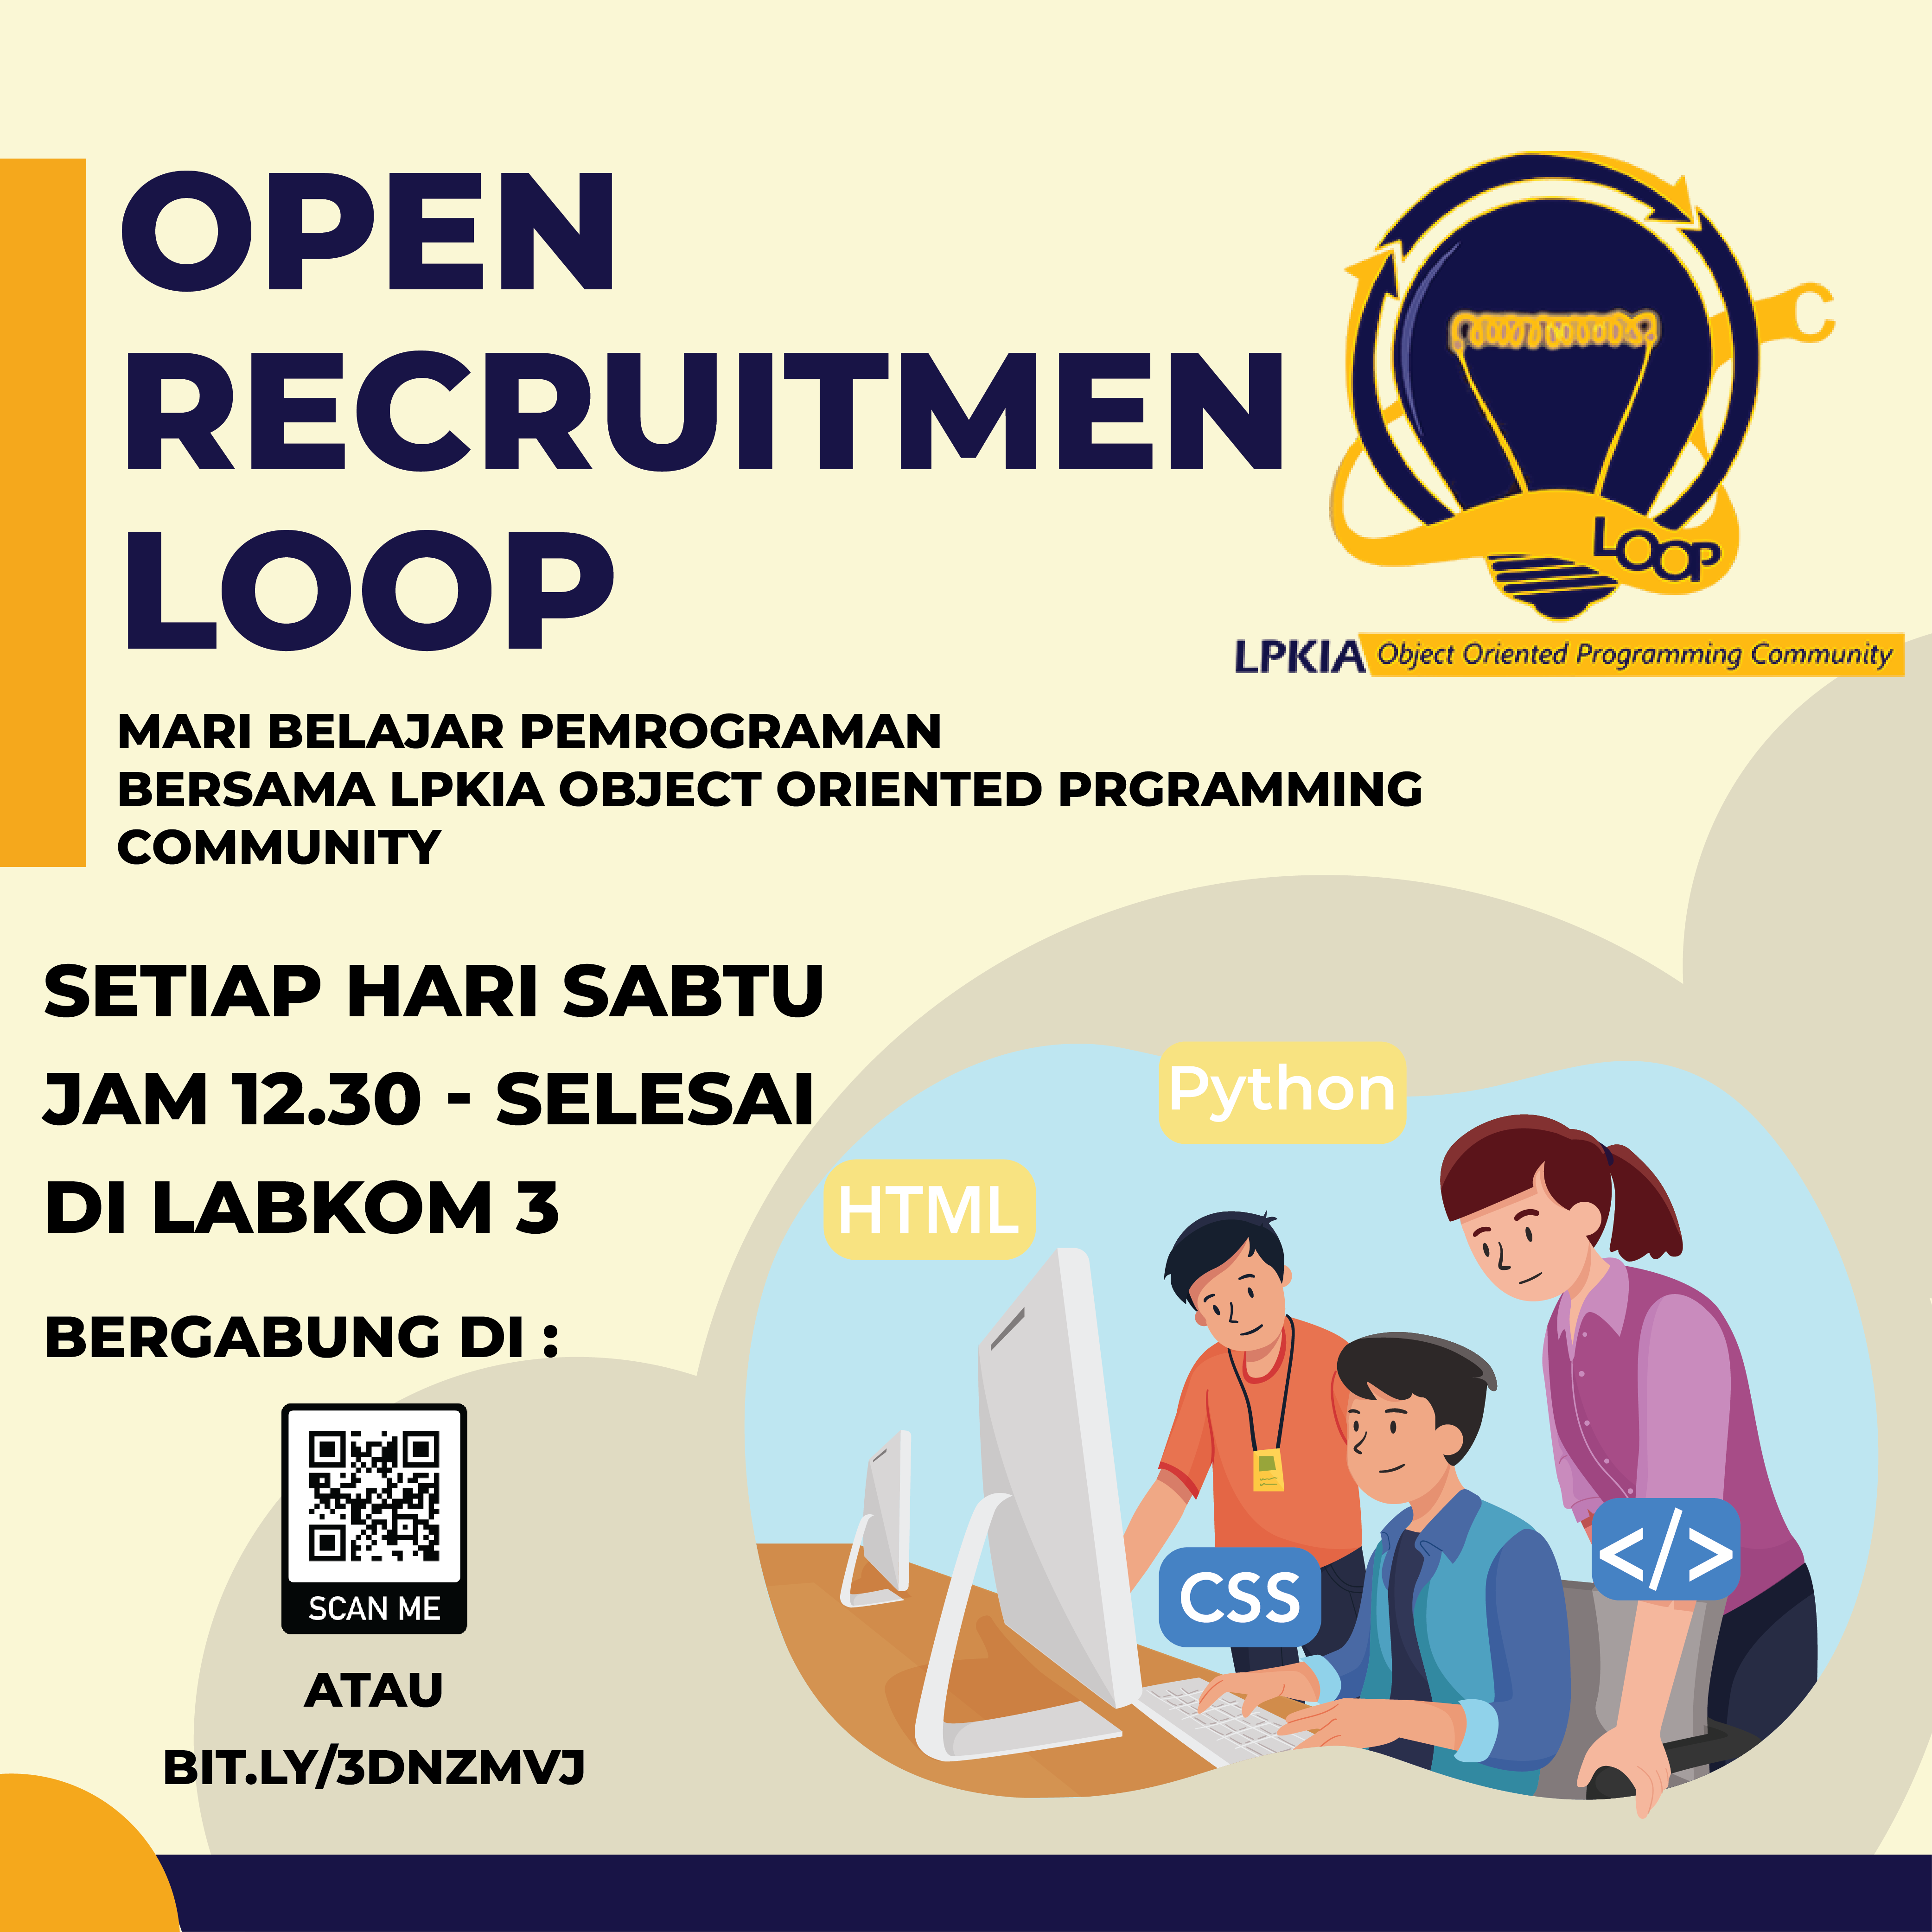 OPEN
RECRUITMEN
LOOP
LOOP
LPKIA Object Oriented Programming Community
MARI BELAJAR PEMROGRAMAN
BERSAMA LPKIA OBJECT ORIENTED PRGRAMMING
COMMUNITY
SETIAP HARI SABTU
JAM 12.30 - SELESAI
DI LABKOM 3
BERGABUNG DI :
SCAN ME
ATAU
BIT.LY/3DNZMVJ
Python
HTML
CSS
</>